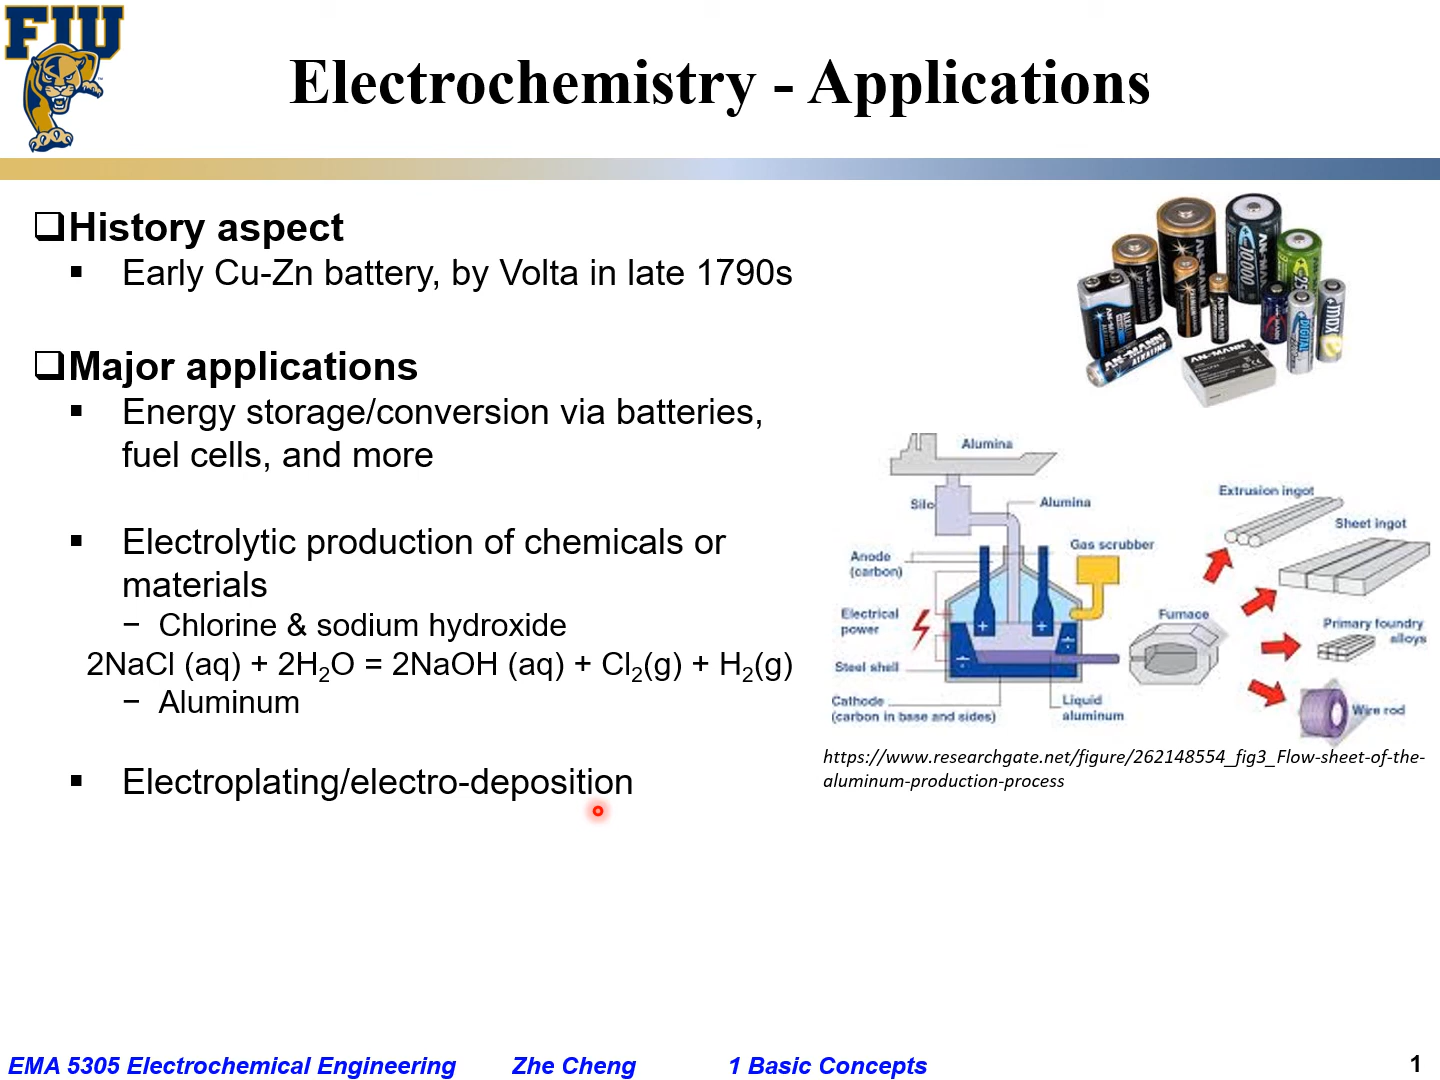 FIU
Electrochemistry - Applications
History aspect
Early Cu-Zn battery, by Volta in late 1790s
Major applications
Energy storage/conversion via batteries,
fuel cells, and more
Electrolytic production of chemicals or
materials
− Chlorine & sodium hydroxide
2NaCl (aq) + 2H₂O = 2NaOH (aq) + Cl₂(g) + H₂(g)
− Aluminum
Electroplating/electro-deposition
AN-MANN
ALKALINE
10000
DIGITAL
Alumina
Silo
Alumina
Anode
(carbon)
Gas scrubber
Electrical
power
Steel shell
Cathode
(carbon in base and sides)
Liquid
aluminum
Furnace
Extrusion ingot
Sheet ingot
Primary foundry
alloys
Wire rod
https://www.researchgate.net/figure/262148554_fig3_Flow-sheet-of-the-
aluminum-production-process
EMA 5305 Electrochemical Engineering Zhe Cheng 1 Basic Concepts 1